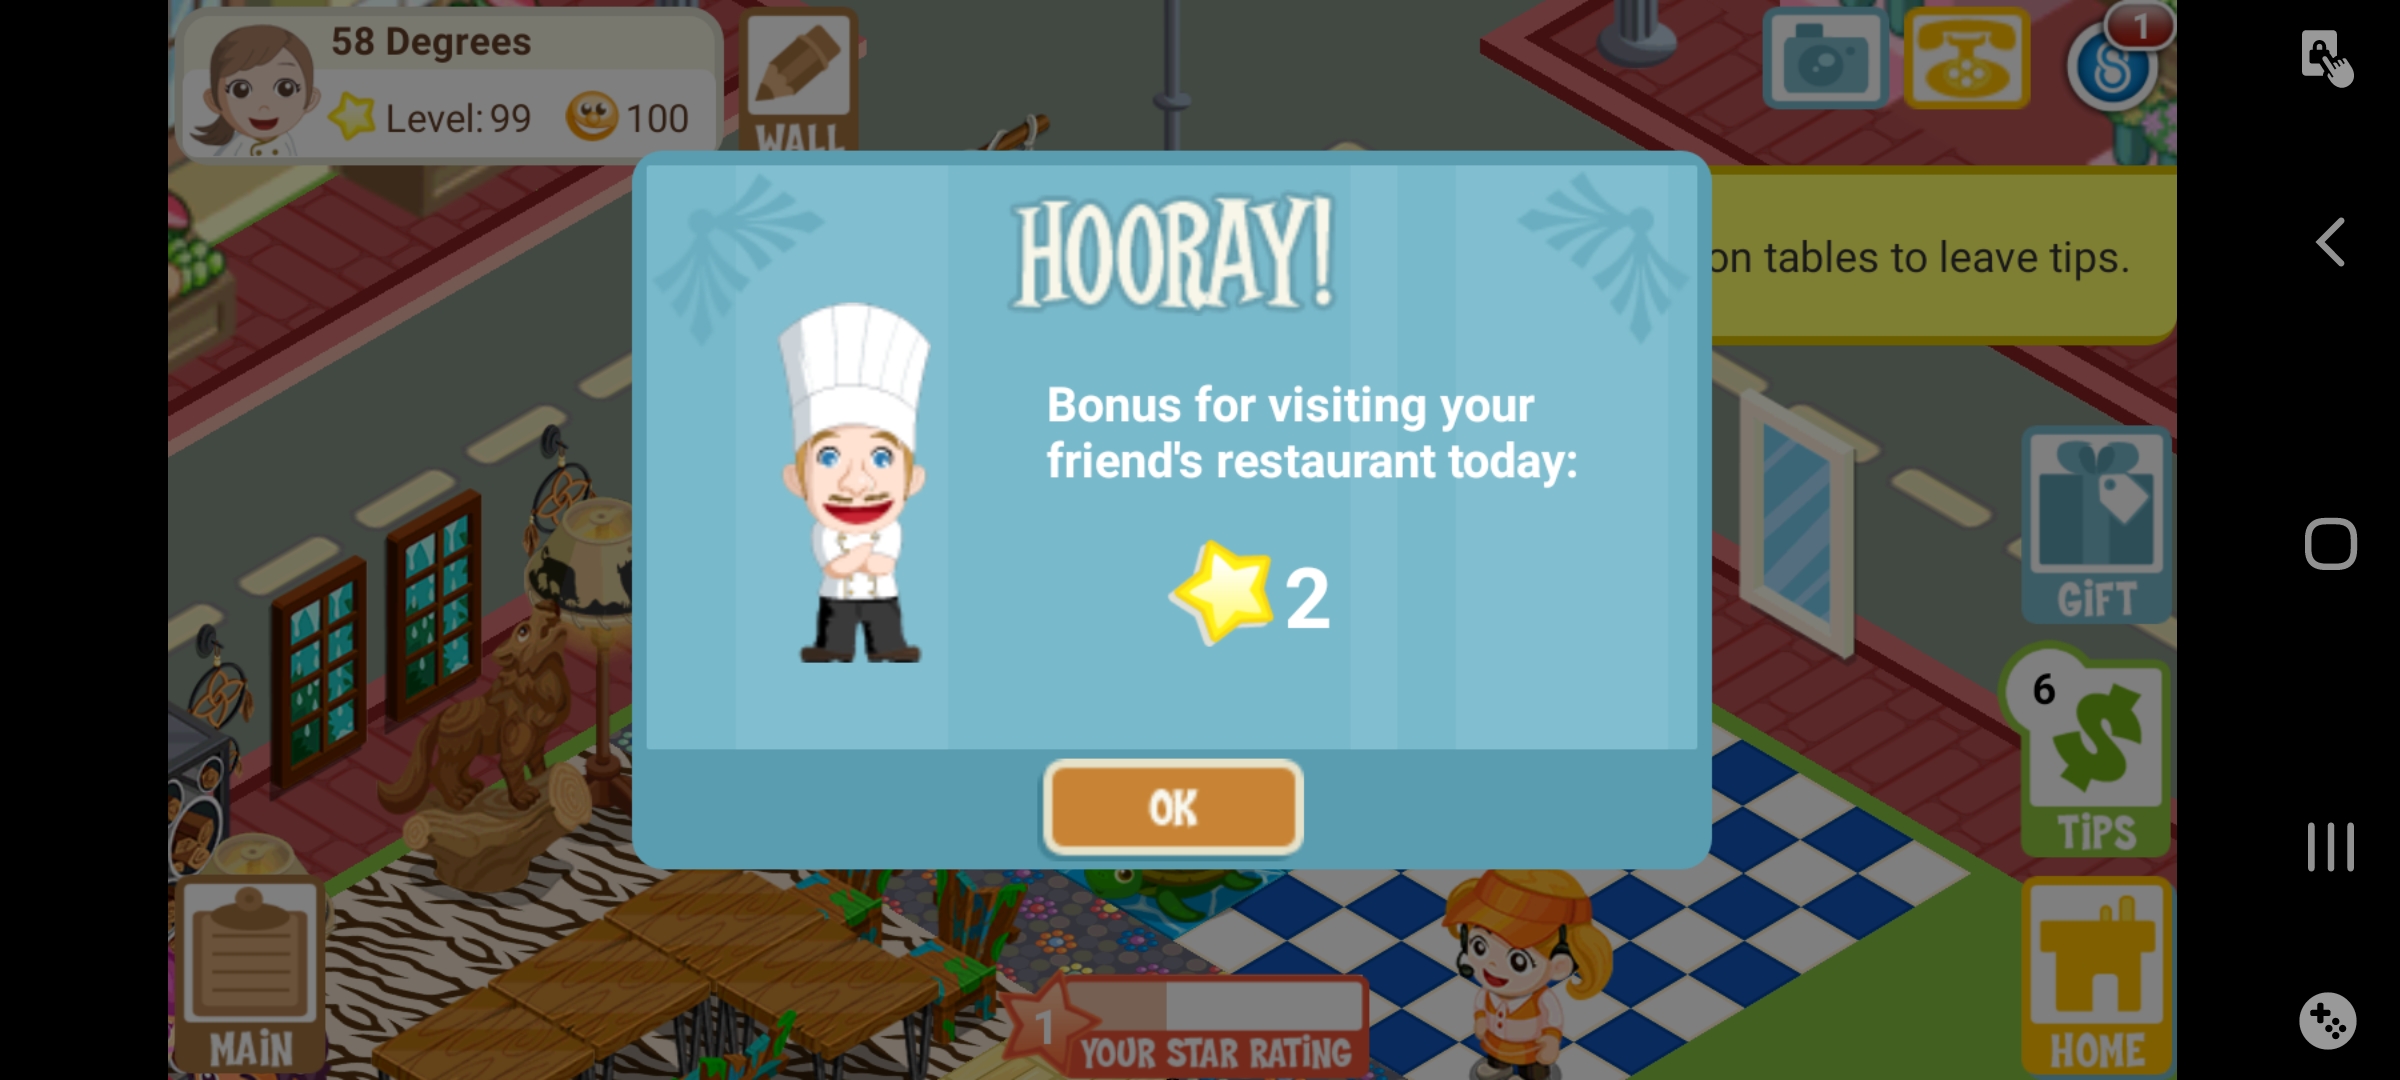 58 Degrees
Level: 99
100
WALL
1
HOORAY!
on tables to leave tips.
Bonus for visiting your
friend's restaurant today:
2
OK
GiFT
6
TiPS
MAiN
1
YOUR STAR RATiNG
HOME